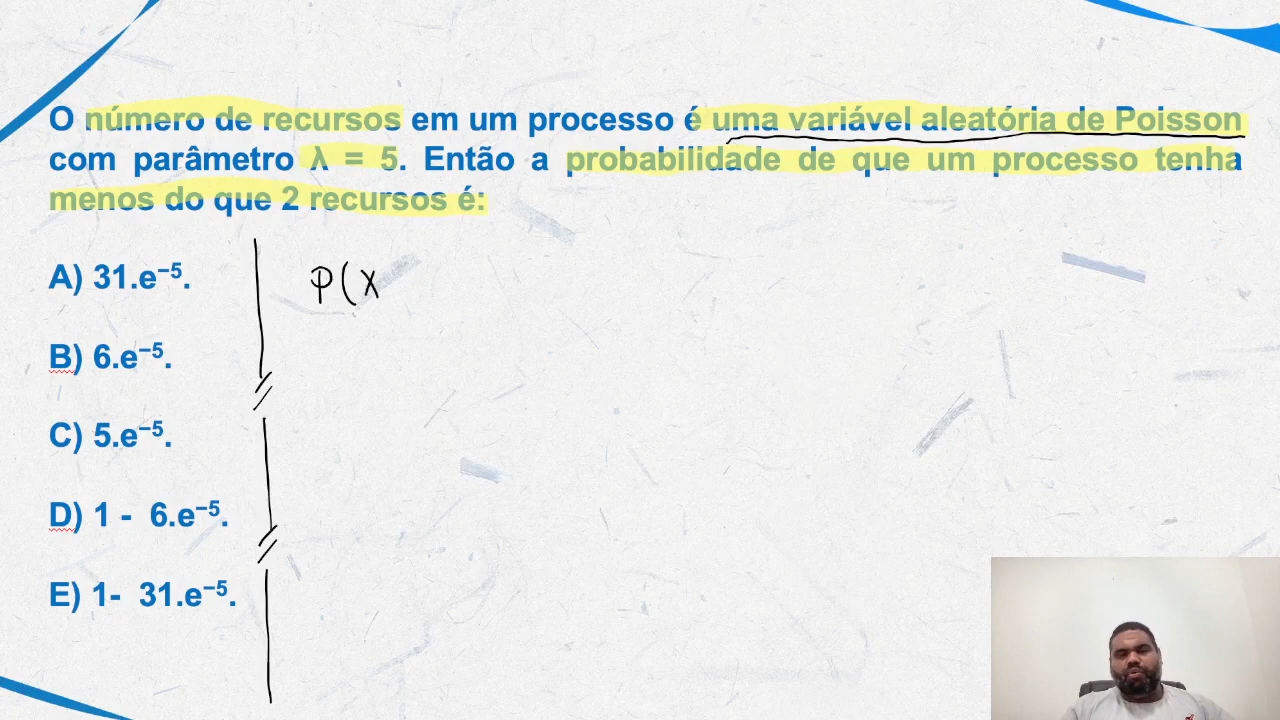 O número de recursos em um processo é uma variável aleatória de Poisson
com parâmetro λ = 5. Então a probabilidade de que um processo tenha
menos do que 2 recursos é:
A) 31.e⁻⁵.
P(X
B) 6.e⁻⁵.
C) 5.e⁻⁵.
D) 1 - 6.e⁻⁵.
E) 1- 31.e⁻⁵.